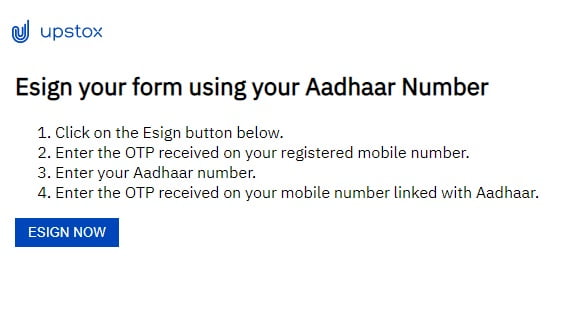 upstox
Esign your form using your Aadhaar Number
1. Click on the Esign button below.
2. Enter the OTP received on your registered mobile number.
3. Enter your Aadhaar number.
4. Enter the OTP received on your mobile number linked with Aadhaar.
ESIGN NOW